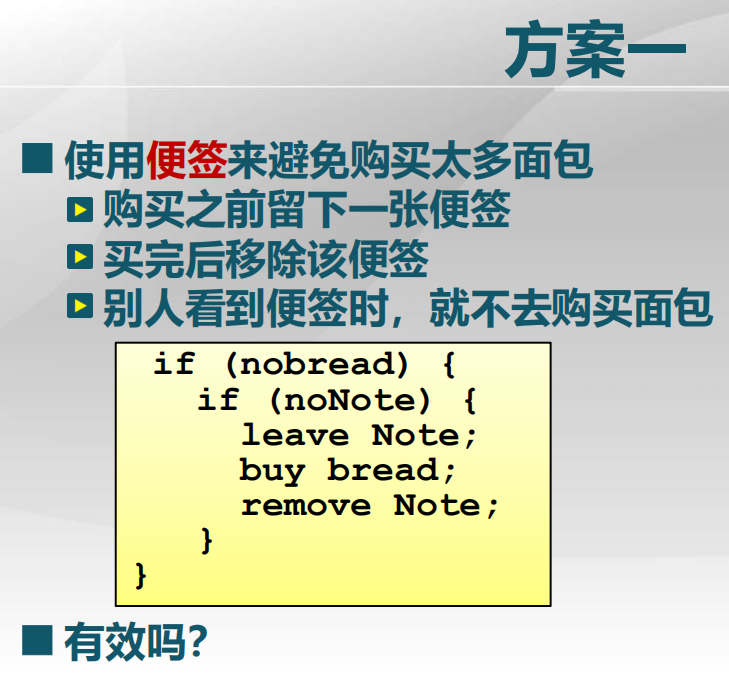 方案一
使用便签来避免购买太多面包
购买之前留下一张便签
买完后移除该便签
别人看到便签时，就不去购买面包
if (nobread) {
if (noNote) {
leave Note;
buy bread;
remove Note;
}
}
有效吗?